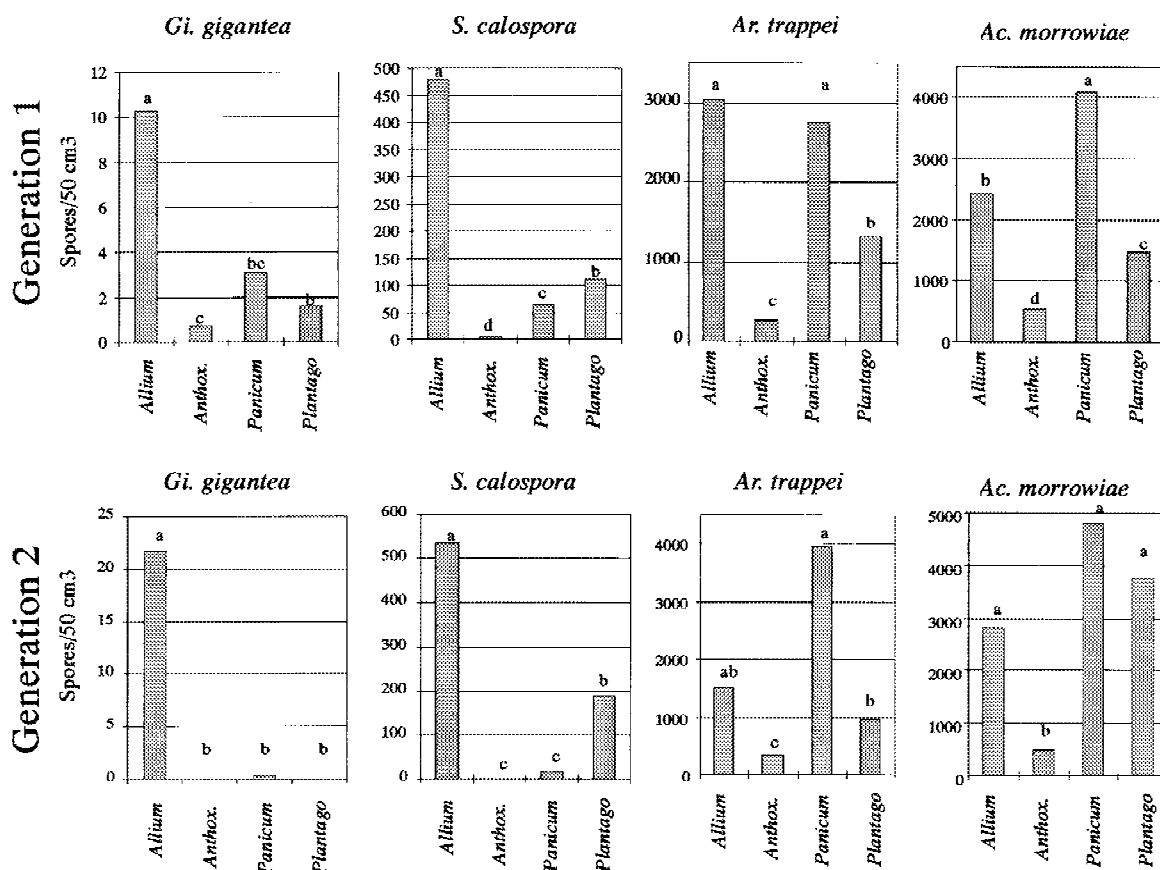 Generation 1
Spores/50 cm3
Gi. gigantea
12
10
8
6
4
2
0
a
c
bc
b
Allium
Anthox.
Panicum
Plantago
S. calospora
500
450
400
350
300
250
200
150
100
50
0
a
d
c
b
Allium
Anthox.
Panicum
Plantago
Ar. trappei
3000
2000
1000
0
a
c
a
b
Allium
Anthox.
Panicum
Plantago
Ac. morrowiae
4000
3000
2000
1000
0
b
d
a
c
Allium
Anthox.
Panicum
Plantago
Generation 2
Spores/50 cm3
Gi. gigantea
25
20
15
10
5
0
a
b
b
b
Allium
Anthox.
Panicum
Plantago
S. calospora
600
500
400
300
200
100
0
a
c
c
b
Allium
Anthox.
Panicum
Plantago
Ar. trappei
4000
3000
2000
1000
0
ab
c
a
b
Allium
Anthox.
Panicum
Plantago
Ac. morrowiae
5000
4000
3000
2000
1000
0
a
b
a
a
Allium
Anthox.
Panicum
Plantago